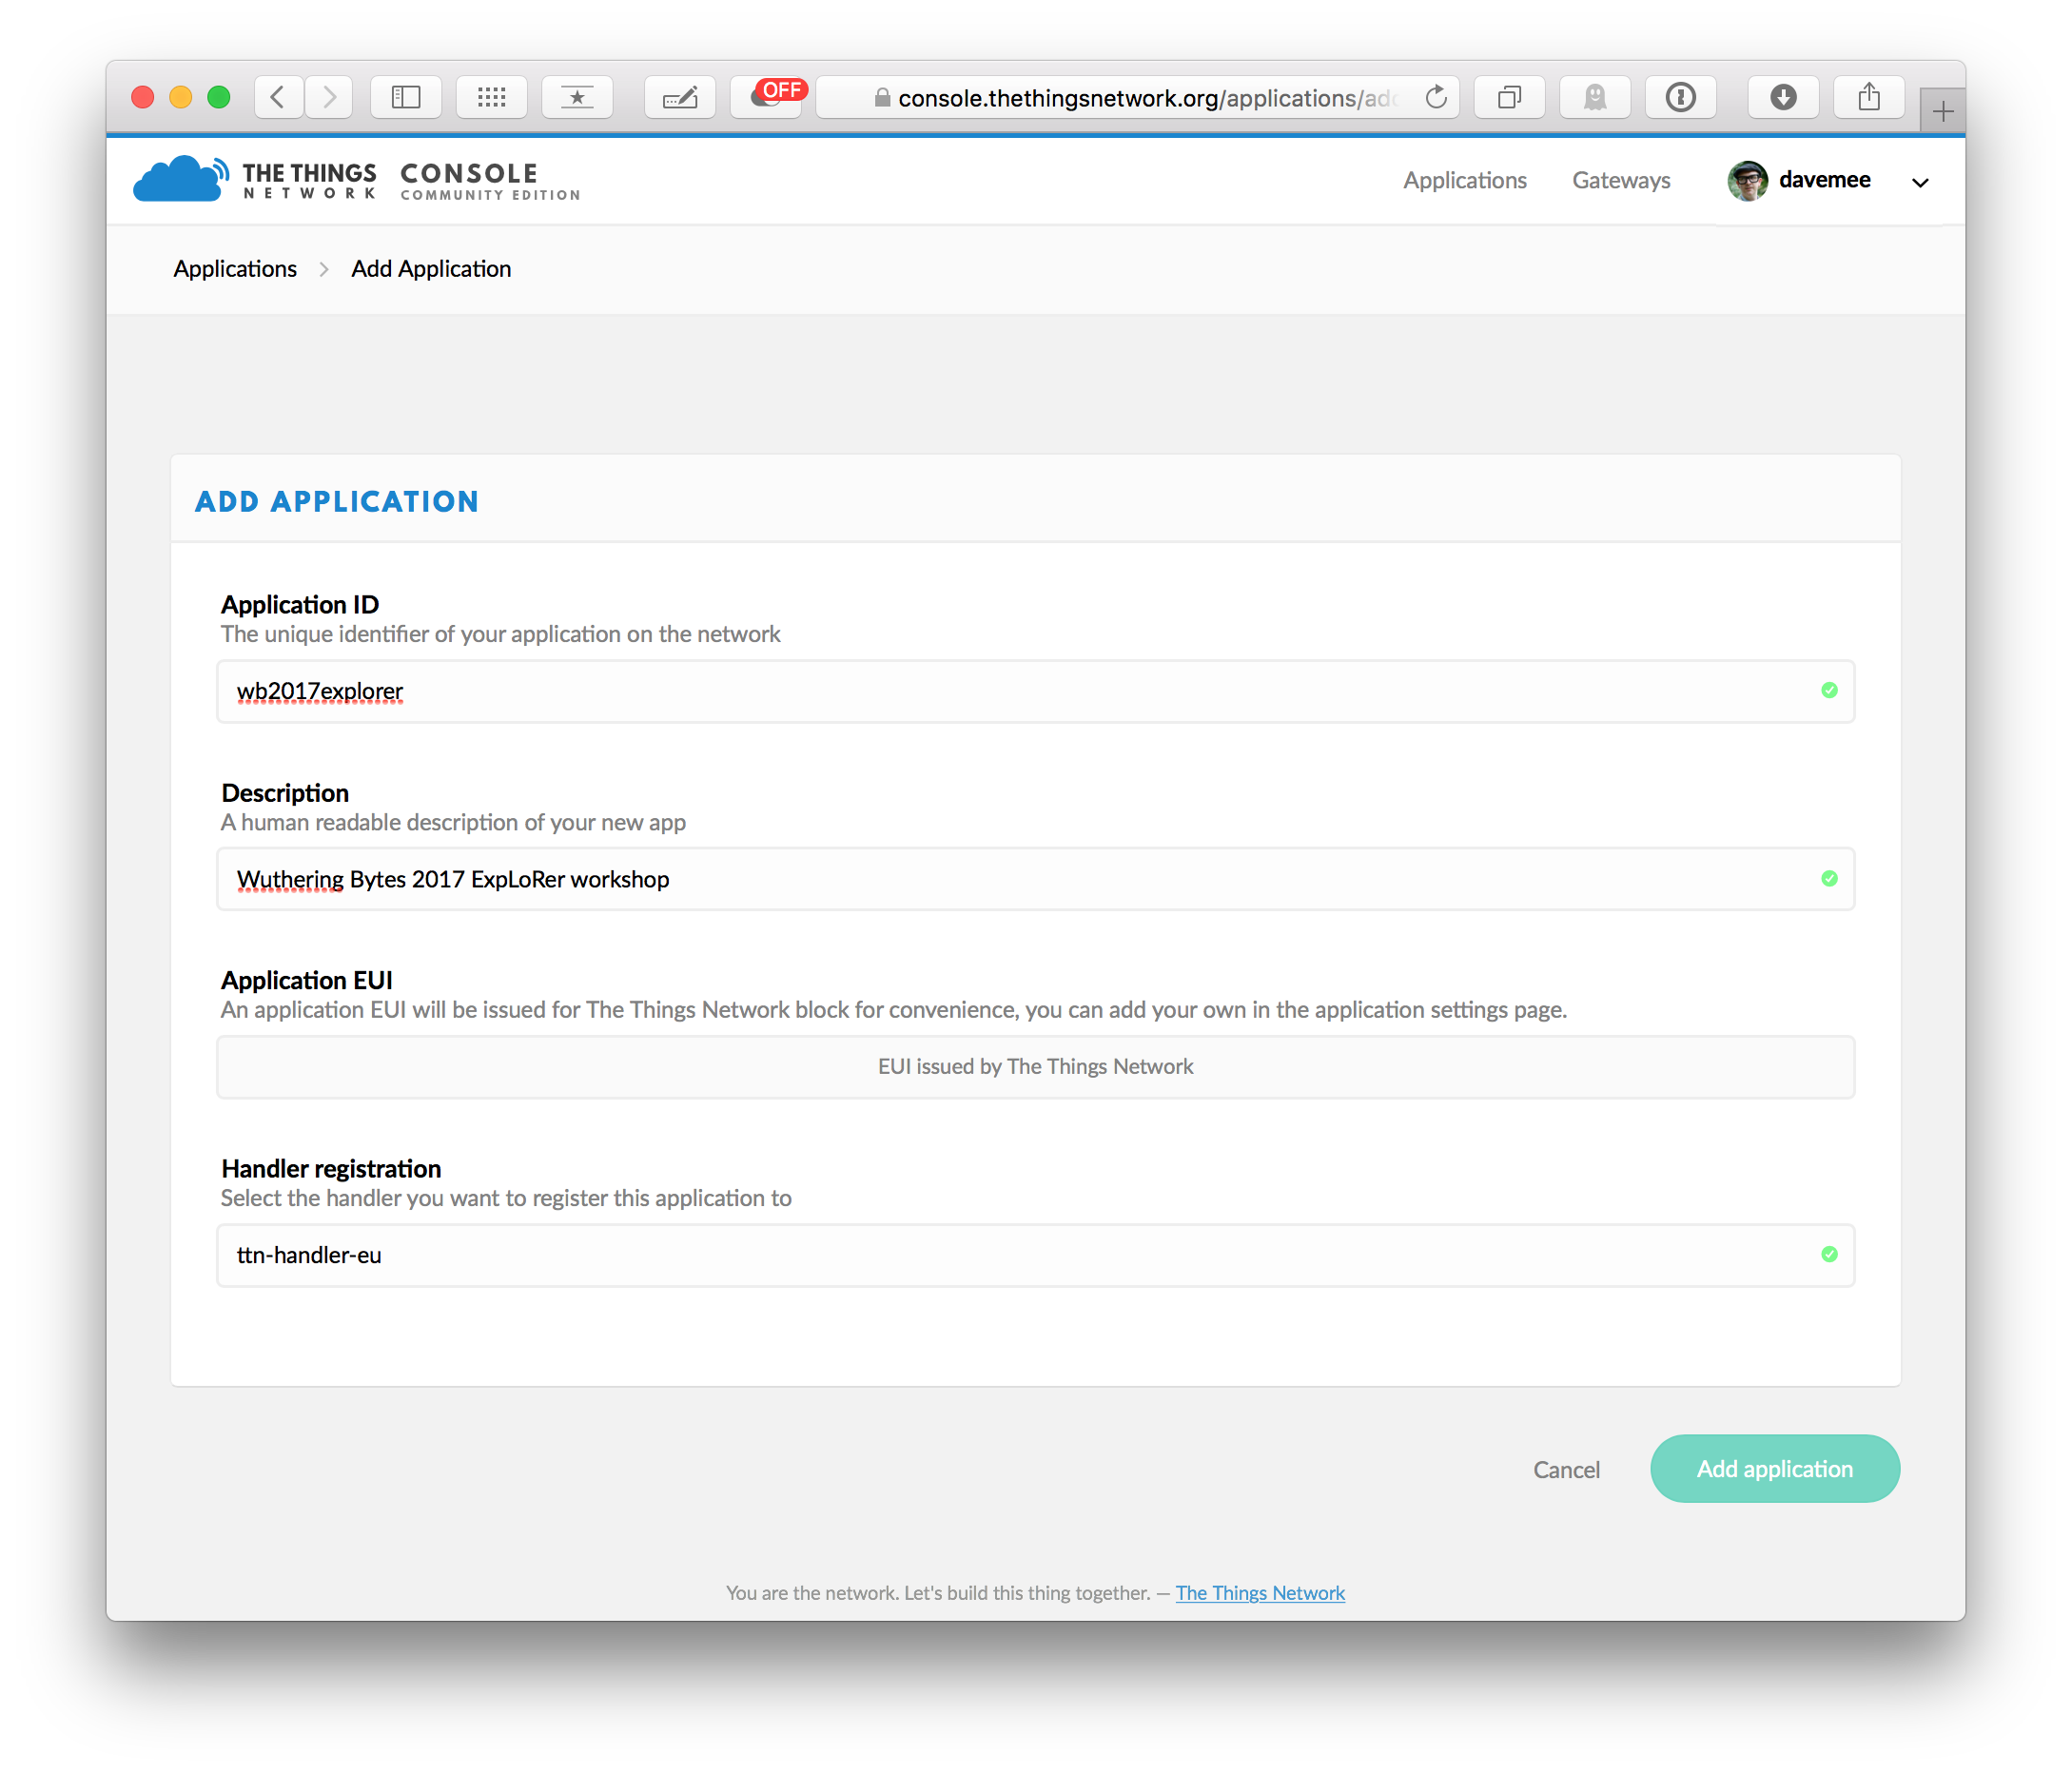 OFF
console.thethingsnetwork.org/applications/add
THE THINGS
NETWORK
CONSOLE
COMMUNITY EDITION
Applications
Gateways
davemee
Applications
Add Application
ADD APPLICATION
Application ID
The unique identifier of your application on the network
wb2017explorer
Description
A human readable description of your new app
Wuthering Bytes 2017 ExpLoRer workshop
Application EUI
An application EUI will be issued for The Things Network block for convenience, you can add your own in the application settings page.
EUI issued by The Things Network
Handler registration
Select the handler you want to register this application to
ttn-handler-eu
Cancel
Add application
You are the network. Let's build this thing together. — The Things Network